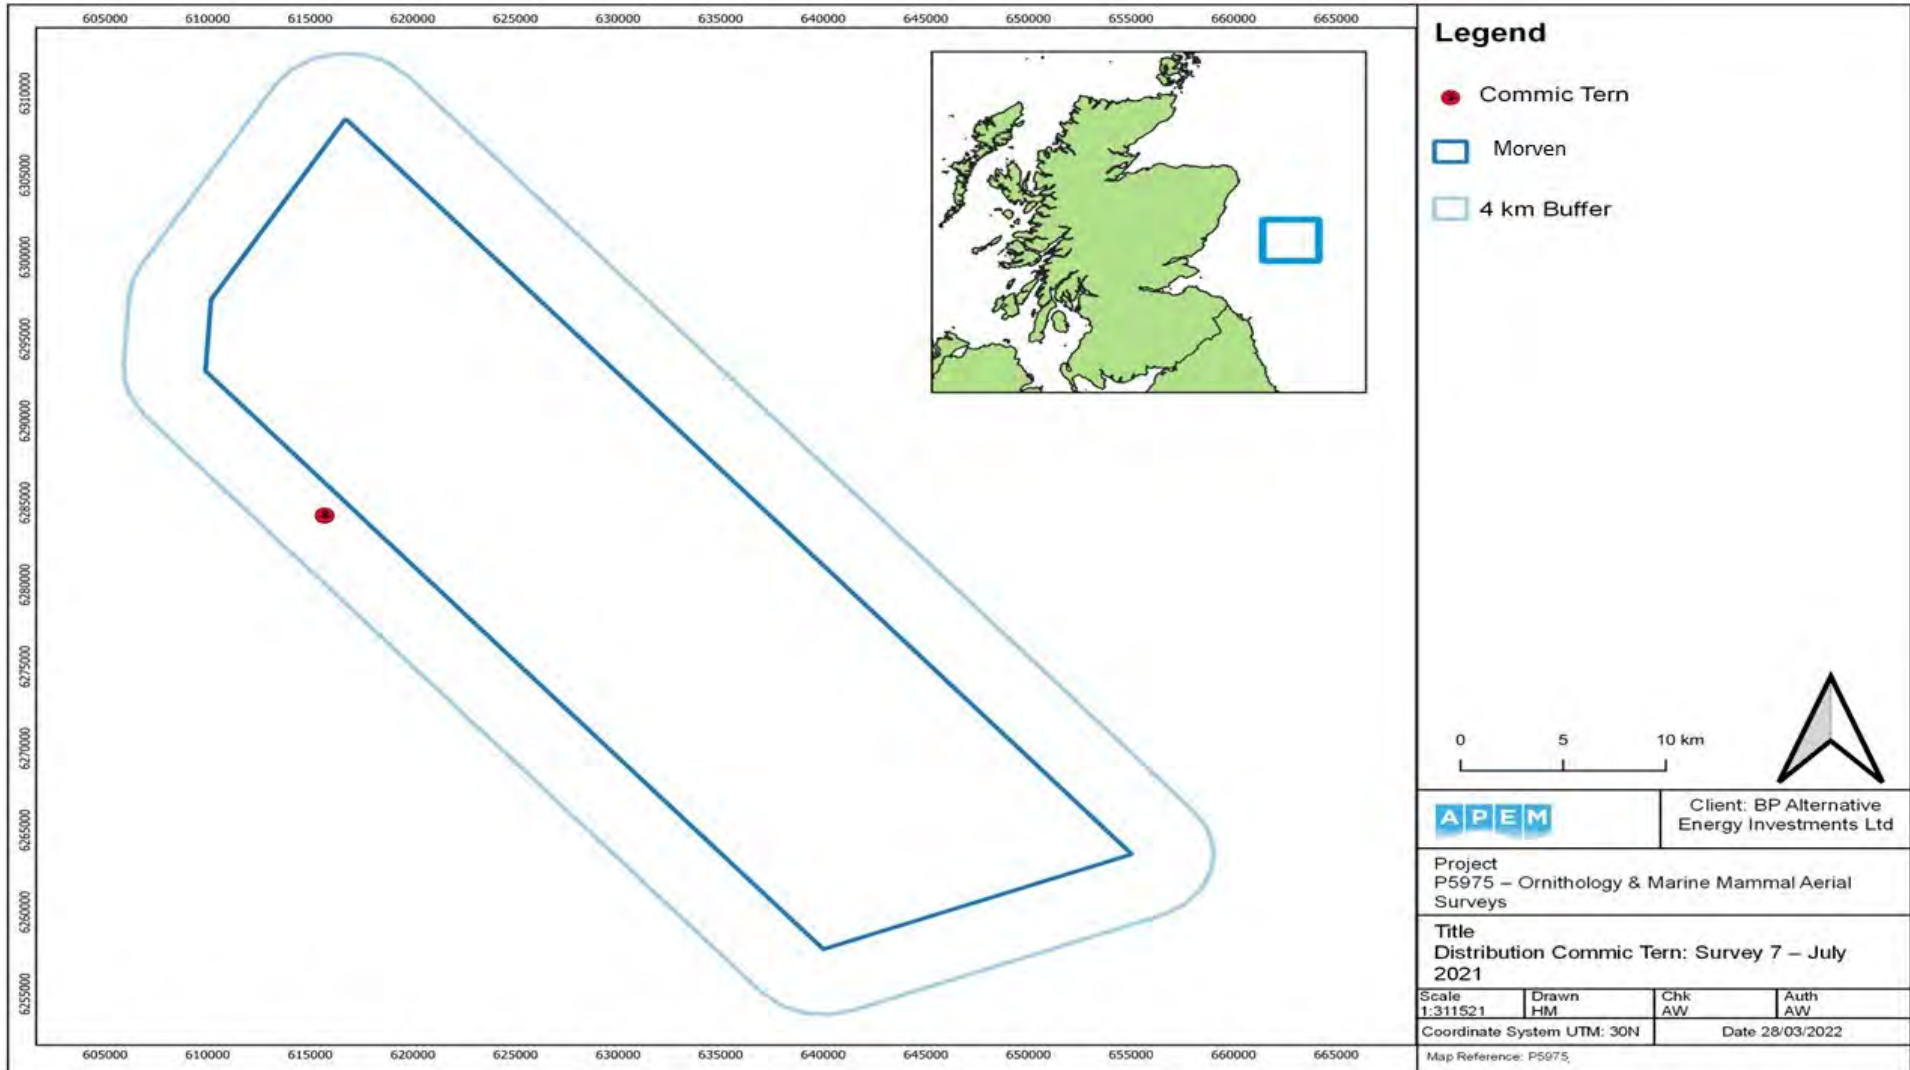 605000 610000 615000 620000 625000 630000 635000 640000 645000 650000 655000 660000 665000
6310000
6305000
6300000
6295000
6290000
6285000
6280000
6275000
6270000
6265000
6260000
6255000
605000 610000 615000 620000 625000 630000 635000 640000 645000 650000 655000 660000 665000
Legend
Commic Tern
Morven
4 km Buffer
0 5 10 km
APEM
Client: BP Alternative
Energy Investments Ltd
Project
P5975 – Ornithology & Marine Mammal Aerial
Surveys
Title
Distribution Commic Tern: Survey 7 – July
2021
Scale Drawn Chk Auth
1:311521 HM AW AW
Coordinate System UTM: 30N Date 28/03/2022
Map Reference: P5975